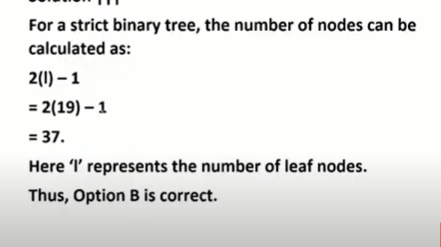 For a strict binary tree, the number of nodes can be
calculated as:
2(l) – 1
= 2(19) – 1
= 37.
Here ‘l’ represents the number of leaf nodes.
Thus, Option B is correct.